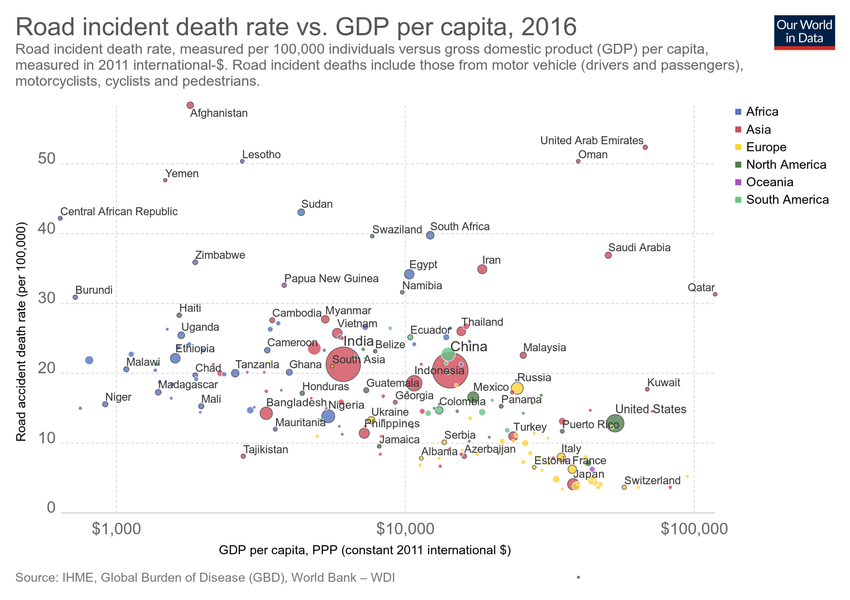 Road incident death rate vs. GDP per capita, 2016
Our World
in Data
Road incident death rate, measured per 100,000 individuals versus gross domestic product (GDP) per capita,
measured in 2011 international-$. Road incident deaths include those from motor vehicle (drivers and passengers),
motorcyclists, cyclists and pedestrians.
Africa
Asia
Europe
North America
Oceania
South America
Road accident death rate (per 100,000)
50
40
30
20
10
0
Afghanistan
United Arab Emirates
Oman
Lesotho
Yemen
Sudan
Central African Republic
Swaziland
South Africa
Saudi Arabia
Zimbabwe
Egypt
Iran
Papua New Guinea
Namibia
Qatar
Burundi
Haiti
Cambodia
Myanmar
Uganda
Vietnam
Ecuador
Thailand
Ethiopia
Cameroon
India
Belize
China
Malaysia
Malawi
Chad
Tanzania
Ghana
South Asia
Indonesia
Russia
Kuwait
Madagascar
Honduras
Guatemala
Mexico
Niger
Mali
Bangladesh
Nigeria
Georgia
Colombia
Panama
United States
Mauritania
Ukraine
Philippines
Turkey
Puerto Rico
Jamaica
Serbia
Tajikistan
Albania
Azerbaijan
Italy
Estonia
France
Japan
Switzerland
$1,000
$10,000
$100,000
GDP per capita, PPP (constant 2011 international $)
Source: IHME, Global Burden of Disease (GBD), World Bank – WDI